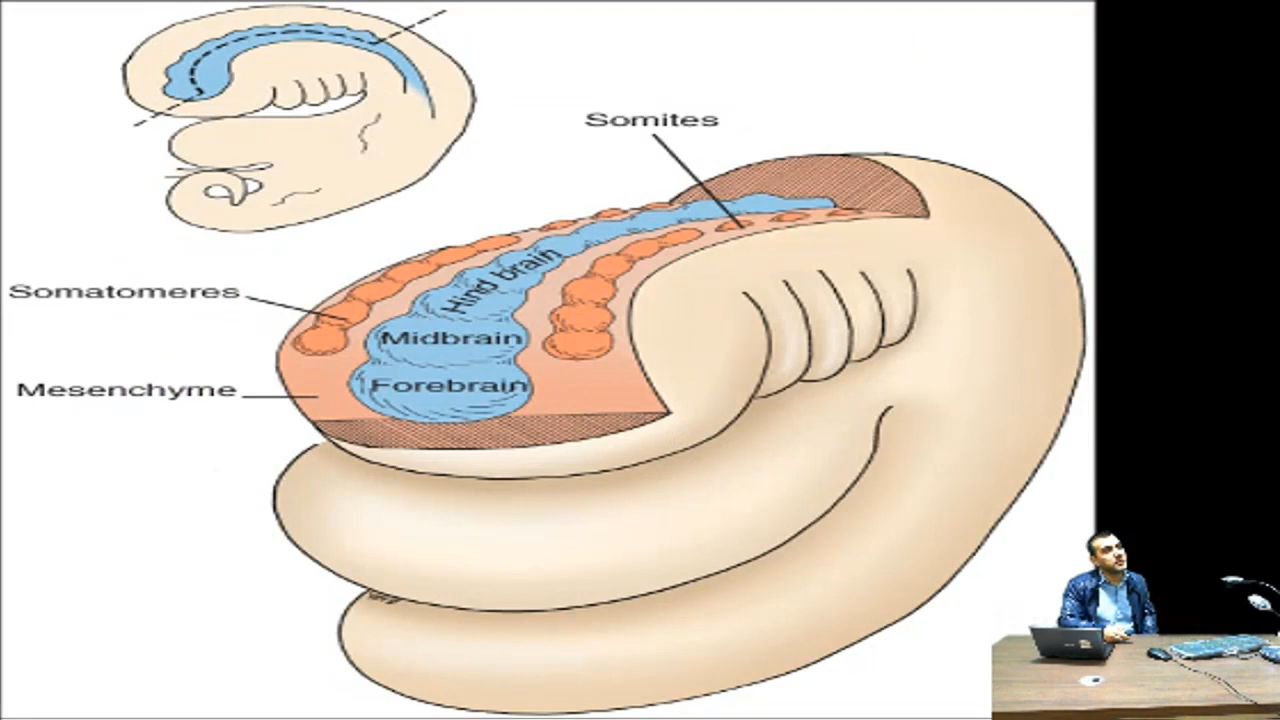 Somites
Somatomeres
Hind brain
Midbrain
Mesenchyme
Forebrain